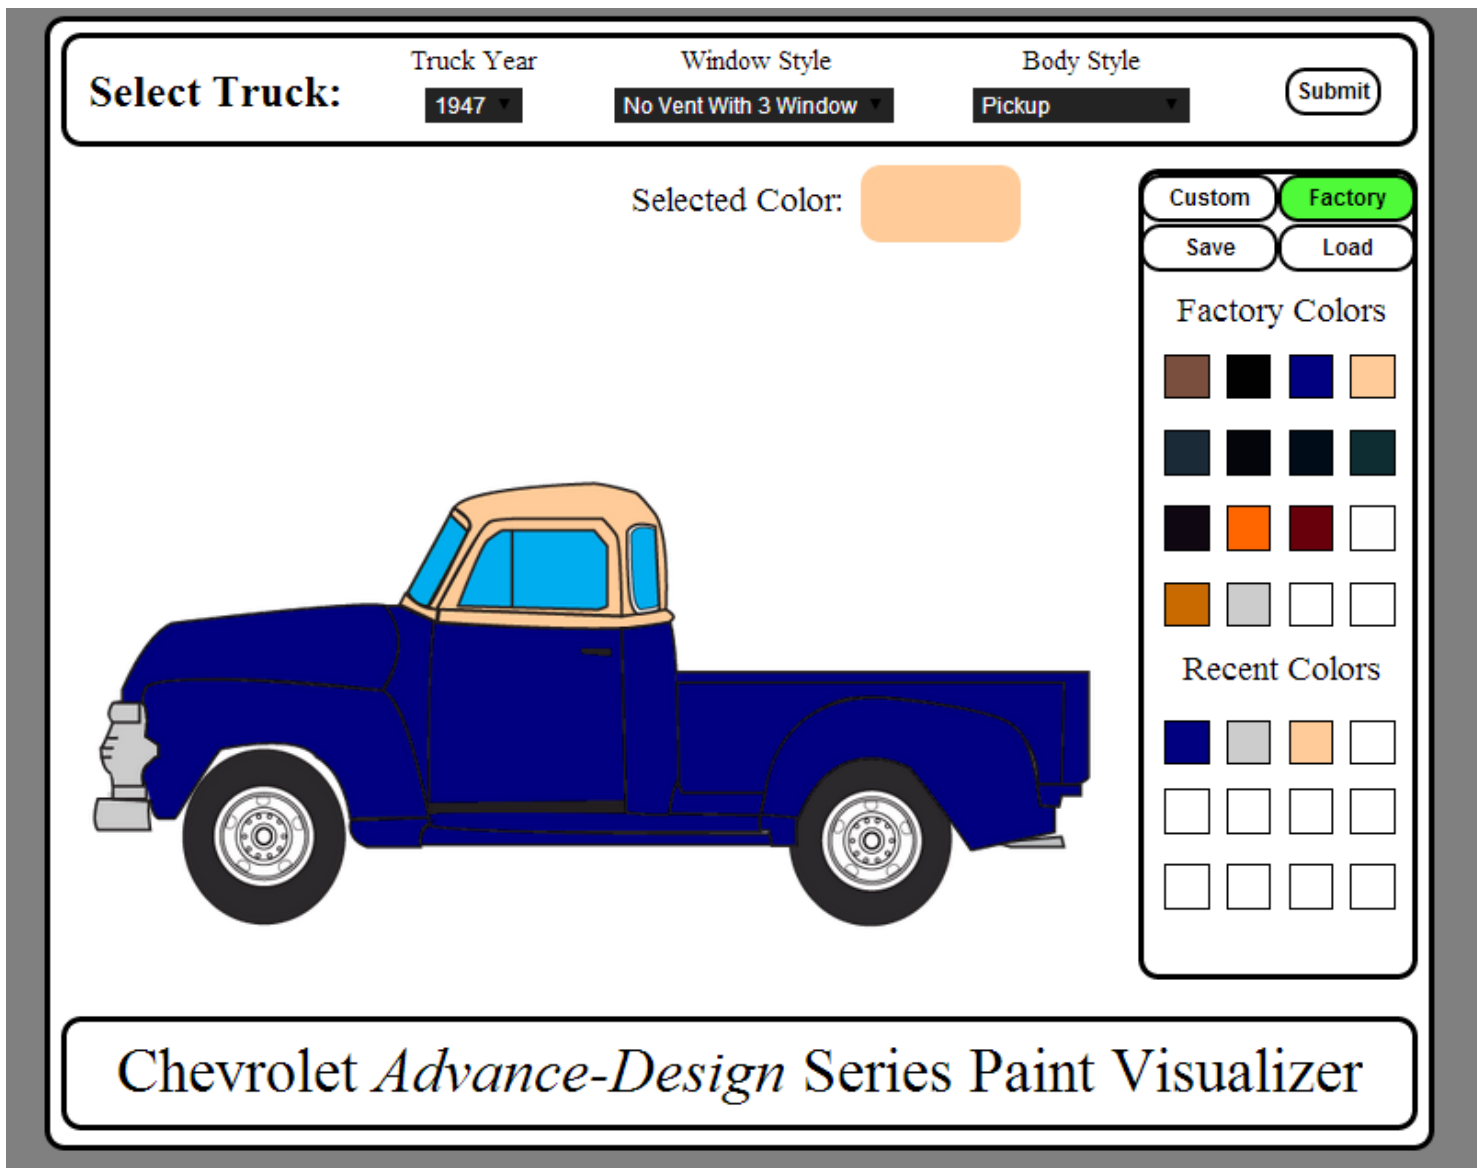 Select Truck:
Truck Year
1947
Window Style
No Vent With 3 Window
Body Style
Pickup
Submit
Selected Color:
Custom
Factory
Save
Load
Factory Colors
Recent Colors
Chevrolet Advance-Design Series Paint Visualizer